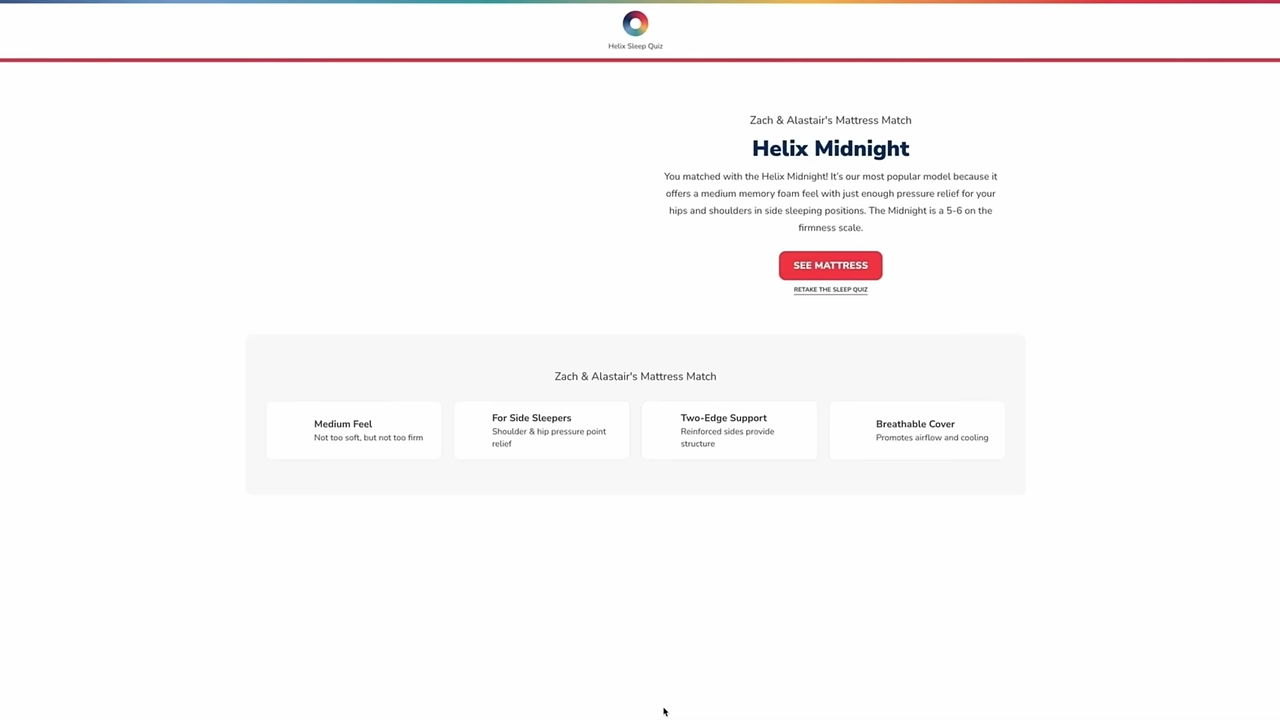 Helix Sleep Quiz
Zach & Alastair's Mattress Match
Helix Midnight
You matched with the Helix Midnight! It's our most popular model because it
offers a medium memory foam feel with just enough pressure relief for your
hips and shoulders in side sleeping positions. The Midnight is a 5-6 on the
firmness scale.
SEE MATTRESS
RETAKE THE SLEEP QUIZ
Zach & Alastair's Mattress Match
Medium Feel
Not too soft, but not too firm
For Side Sleepers
Shoulder & hip pressure point
relief
Two-Edge Support
Reinforced sides provide
structure
Breathable Cover
Promotes airflow and cooling